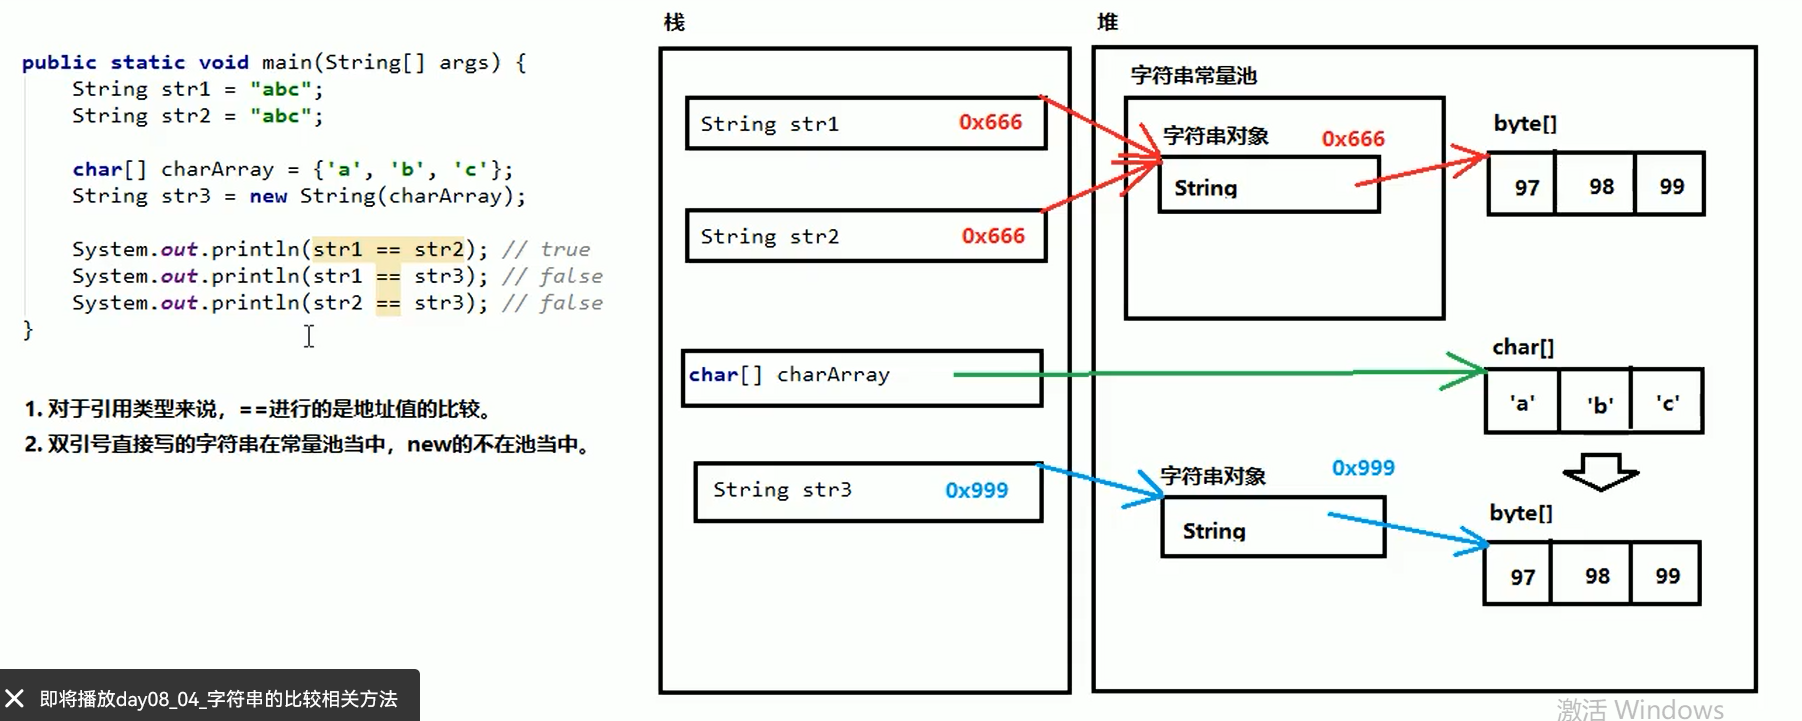 public static void main(String[] args) {
String str1 = "abc";
String str2 = "abc";
char[] charArray = {'a', 'b', 'c'};
String str3 = new String(charArray);
System.out.println(str1 == str2); // true
System.out.println(str1 == str3); // false
System.out.println(str2 == str3); // false
}
1. 对于引用类型来说，==进行的是地址值的比较。
2. 双引号直接写的字符串在常量池当中，new的不在池当中。
栈
String str1 0x666
String str2 0x666
char[] charArray
String str3 0x999
堆
字符串常量池
字符串对象 0x666
String
byte[]
97 98 99
char[]
'a' 'b' 'c'
字符串对象 0x999
String
byte[]
97 98 99
即将播放day08_04_字符串的比较相关方法
激活 Windows